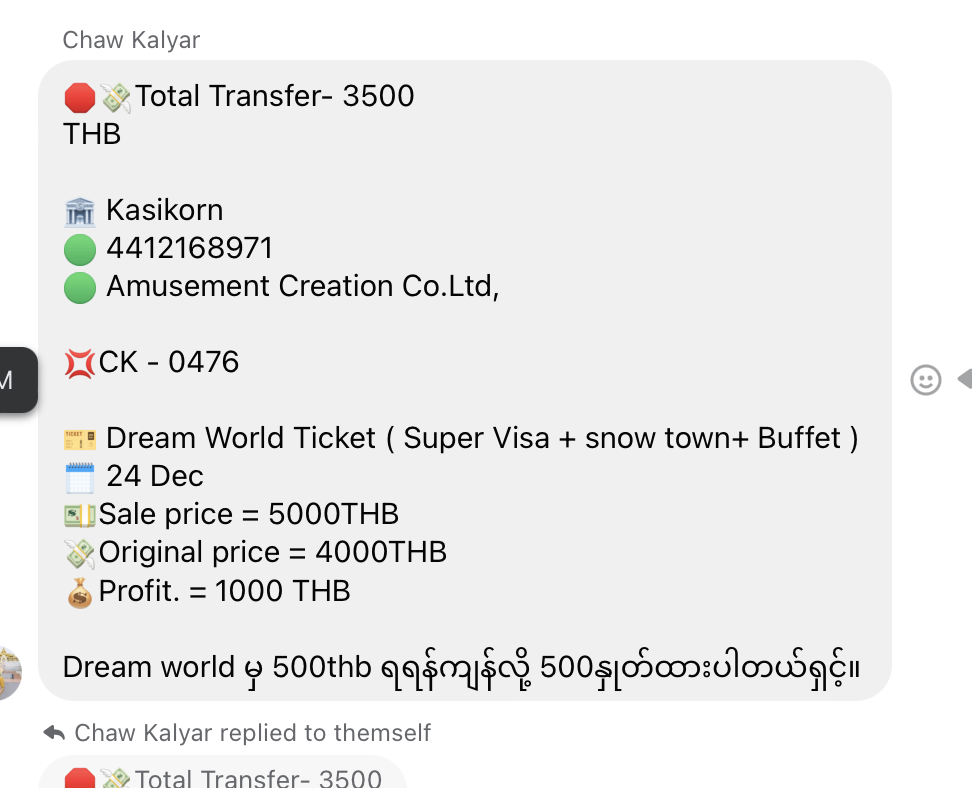 Chaw Kalyar
🛑💸Total Transfer- 3500
THB
🏦 Kasikorn
🟢 4412168971
🟢 Amusement Creation Co.Ltd,
💢CK - 0476
🎫 Dream World Ticket ( Super Visa + snow town+ Buffet )
🗓️ 24 Dec
💵Sale price = 5000THB
💸Original price = 4000THB
💰Profit. = 1000 THB
Dream world မှ 500thb ရရန်ကျန်လို့ 500နှုတ်ထားပါတယ်ရှင့်။
M
Chaw Kalyar replied to themself
🛑💸Total Transfer- 3500